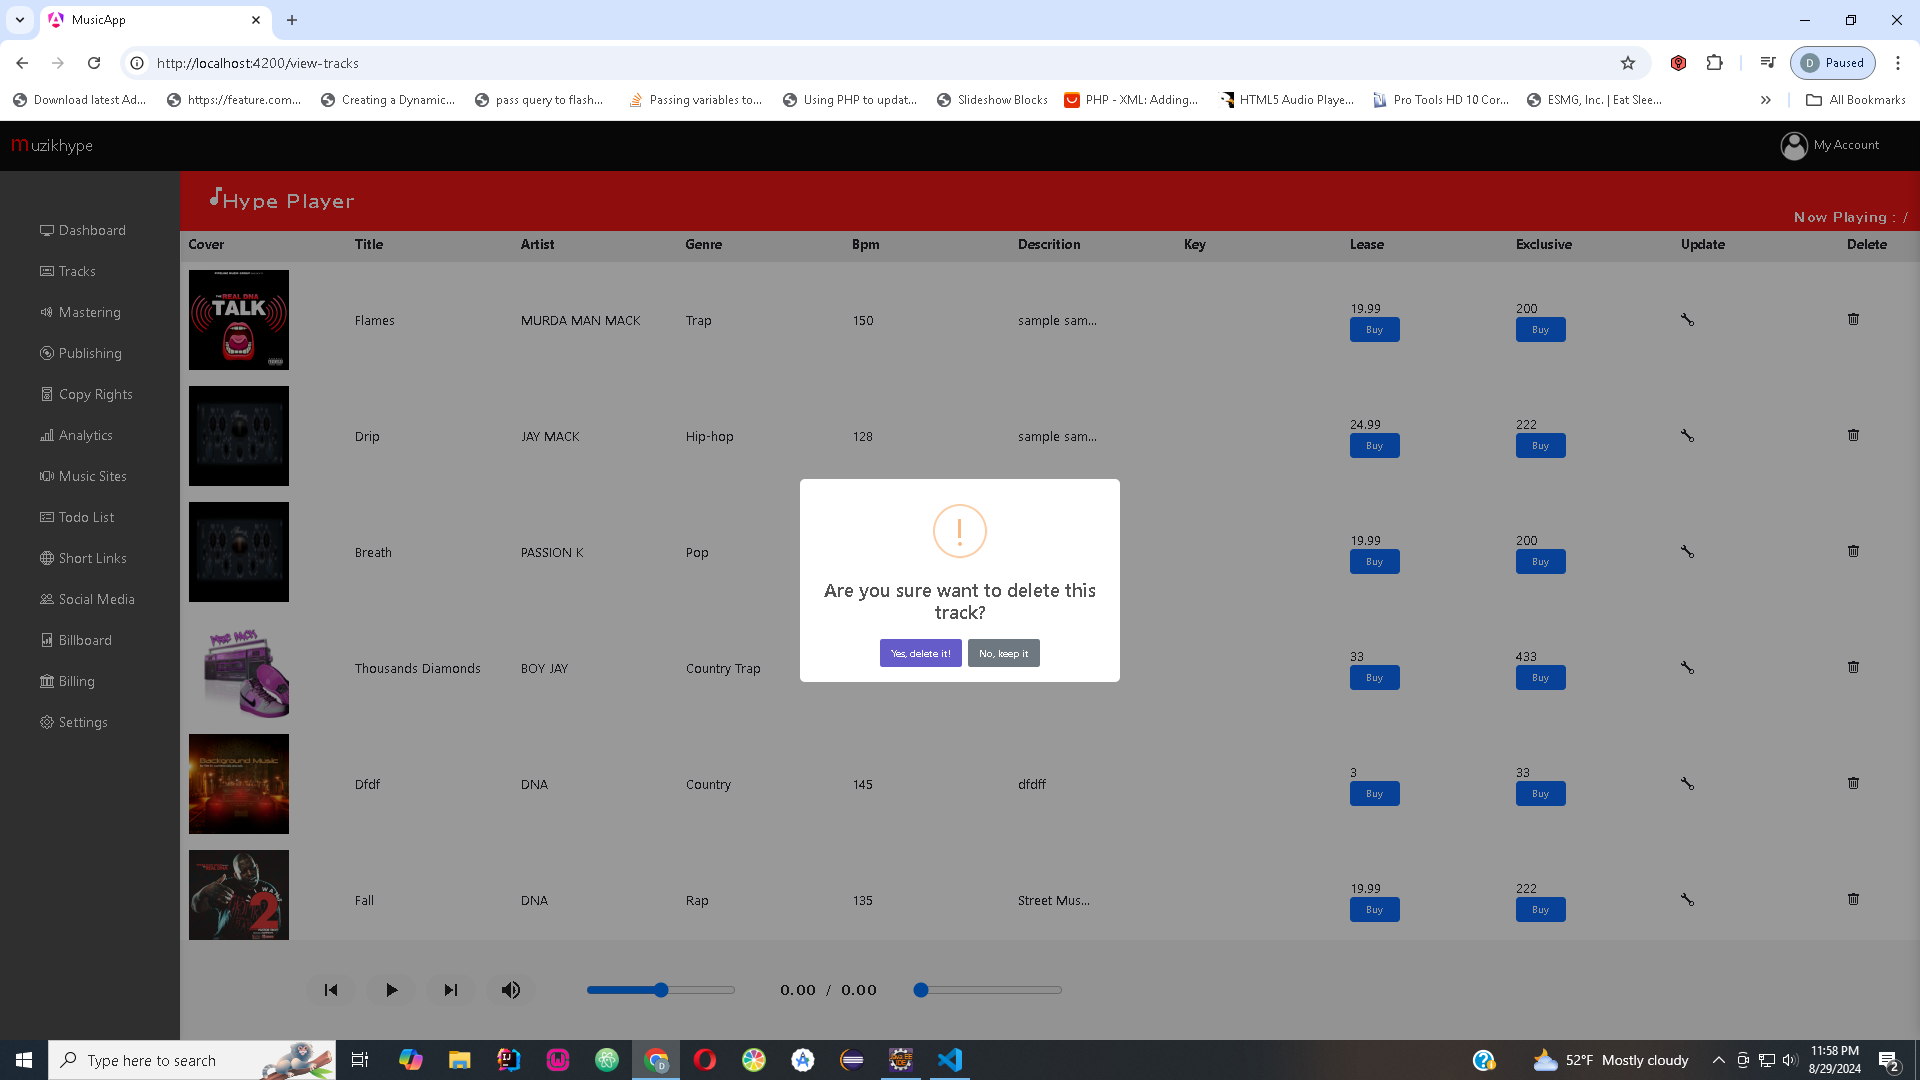 MusicApp
http://localhost:4200/view-tracks
Paused
D
Download latest Ad...
https://feature.com...
Creating a Dynamic...
pass query to flash...
Passing variables to...
Using PHP to updat...
Slideshow Blocks
PHP - XML: Adding...
HTML5 Audio Playe...
Pro Tools HD 10 Cor...
ESMG, Inc. | Eat Slee...
All Bookmarks
muzikhype
My Account
Hype Player
Now Playing : /
Dashboard
Tracks
Mastering
Publishing
Copy Rights
Analytics
Music Sites
Todo List
Short Links
Social Media
Billboard
Billing
Settings
Cover Title Artist Genre Bpm Descrition Key Lease Exclusive Update Delete
THE REAL DNA
TALK
Flames MURDA MAN MACK Trap 150 sample sam... 19.99 Buy 200 Buy
Drip JAY MACK Hip-hop 128 sample sam... 24.99 Buy 222 Buy
Breath PASSION K Pop 19.99 Buy 200 Buy
Thousands Diamonds BOY JAY Country Trap 33 Buy 433 Buy
Background Music
Dfdf DNA Country 145 dfdff 3 Buy 33 Buy
2
Fall DNA Rap 135 Street Mus... 19.99 Buy 222 Buy
Are you sure want to delete this
track?
Yes, delete it!
No, keep it
0.00 / 0.00
Type here to search
52°F Mostly cloudy
11:58 PM
8/29/2024
2